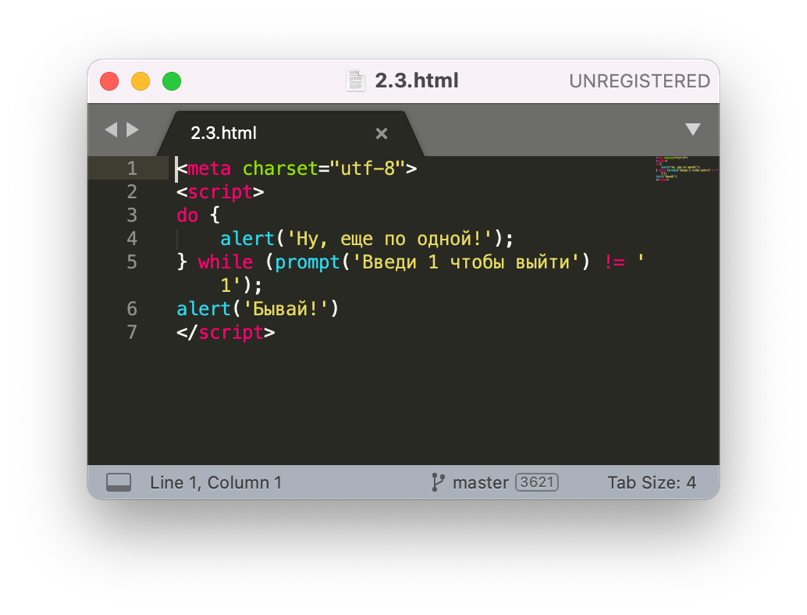 2.3.html
UNREGISTERED
2.3.html
1 <meta charset="utf-8">
2 <script>
3 do {
4     alert('Ну, еще по одной!');
5 } while (prompt('Введи 1 чтобы выйти') != '
    1');
6 alert('Бывай!')
7 </script>
Line 1, Column 1
master 3621
Tab Size: 4